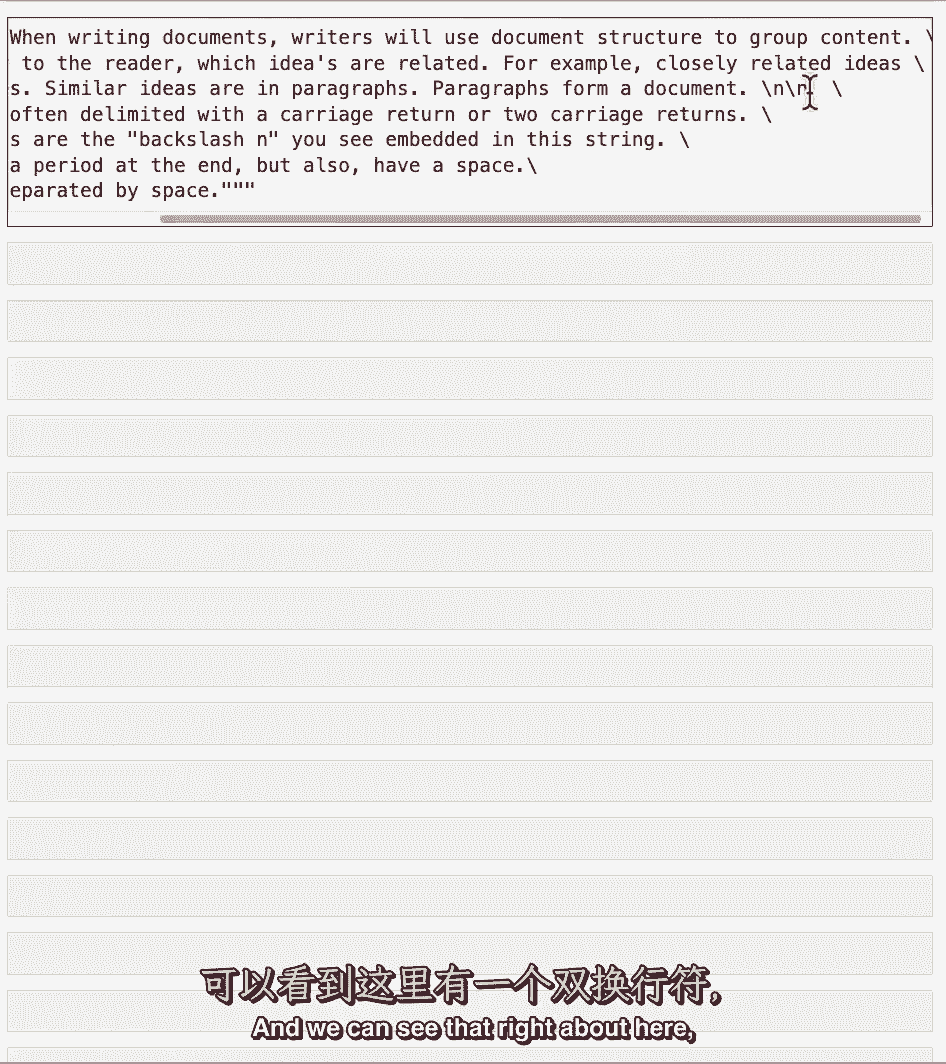 When writing documents, writers will use document structure to group content. \
to the reader, which idea's are related. For example, closely related ideas \
s. Similar ideas are in paragraphs. Paragraphs form a document. \n\n \
often delimited with a carriage return or two carriage returns. \
s are the "backslash n" you see embedded in this string. \
a period at the end, but also, have a space.\
eparated by space."""
可以看到这里有一个双换行符,
And we can see that right about here,